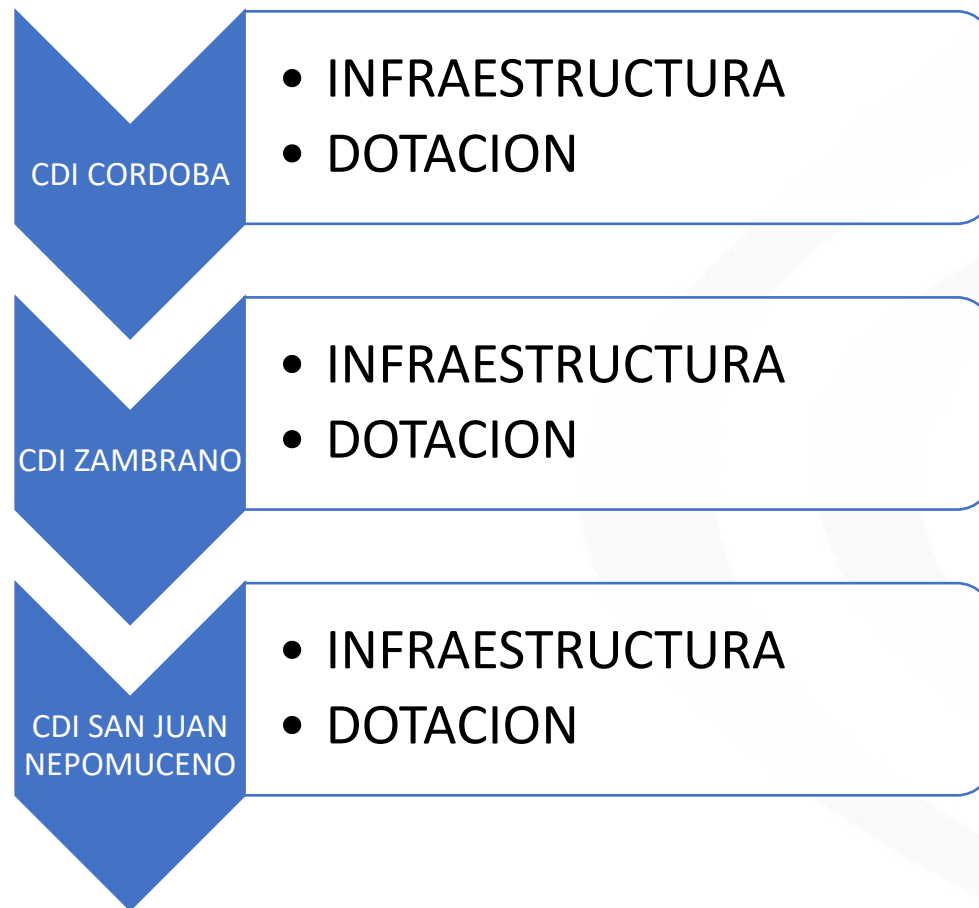 CDI CORDOBA
• INFRAESTRUCTURA
• DOTACION
CDI ZAMBRANO
• INFRAESTRUCTURA
• DOTACION
CDI SAN JUAN
NEPOMUCENO
• INFRAESTRUCTURA
• DOTACION